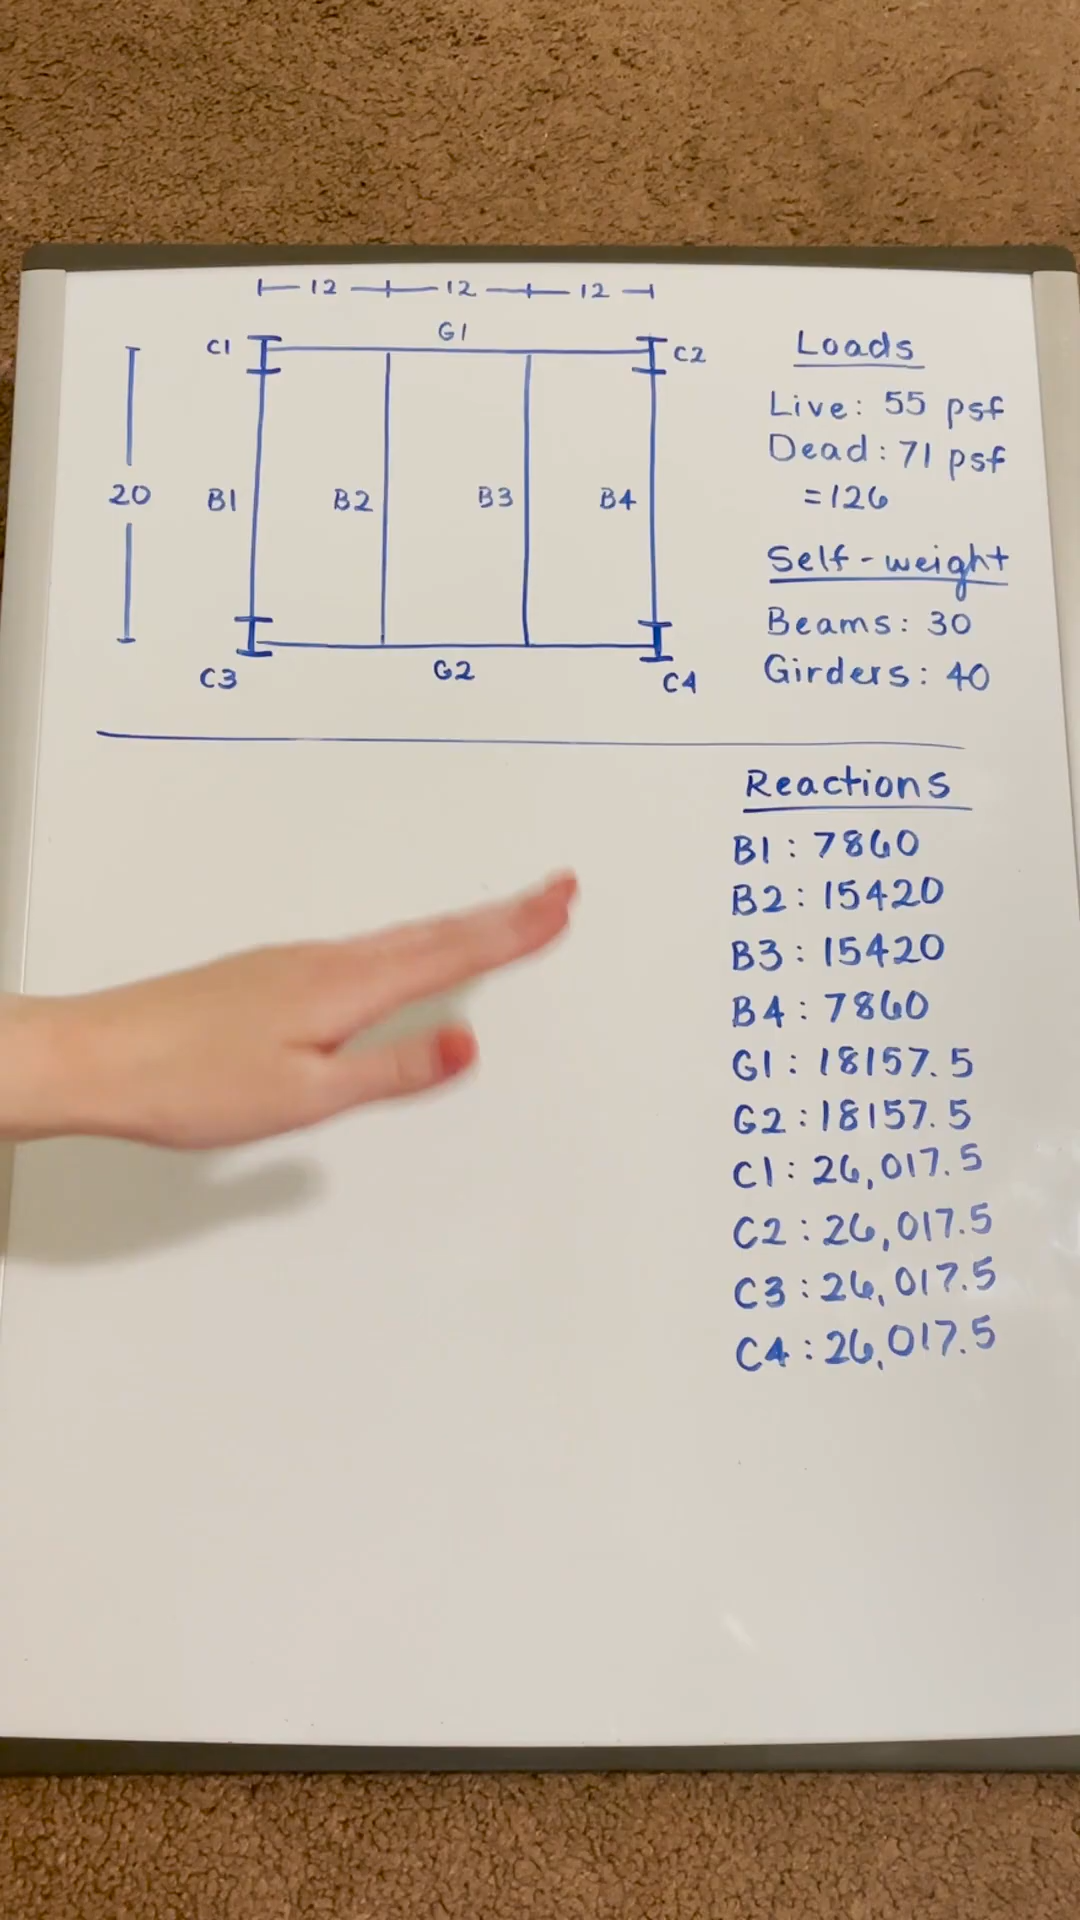 12 12 12
G1
C1 C2
20 B1 B2 B3 B4
C3 G2 C4
Loads
Live: 55 psf
Dead: 71 psf
=126
Self-weight
Beams: 30
Girders: 40
Reactions
B1: 7860
B2: 15420
B3: 15420
B4: 7860
G1: 18157.5
G2: 18157.5
C1: 26,017.5
C2: 26,017.5
C3: 26,017.5
C4: 26,017.5